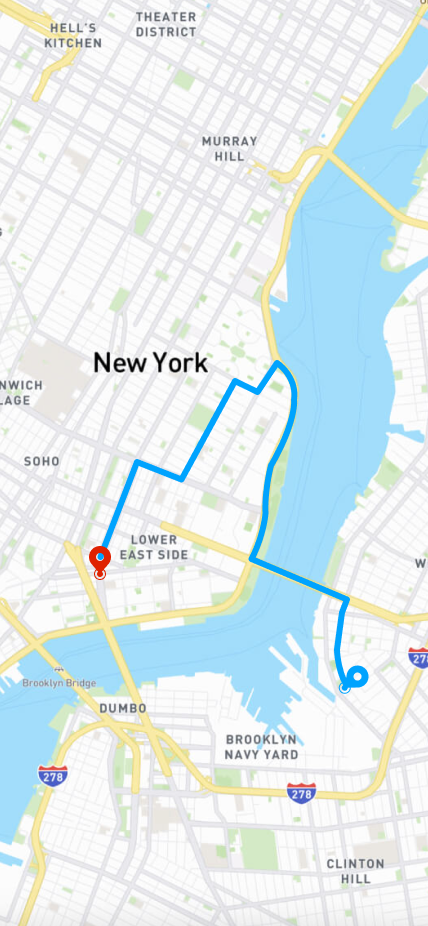 THEATER
DISTRICT
HELL'S
KITCHEN
MURRAY
HILL
New York
NWICH
LAGE
SOHO
LOWER
EAST SIDE
W
278
Brooklyn Bridge
DUMBO
BROOKLYN
NAVY YARD
278
278
CLINTON
HILL